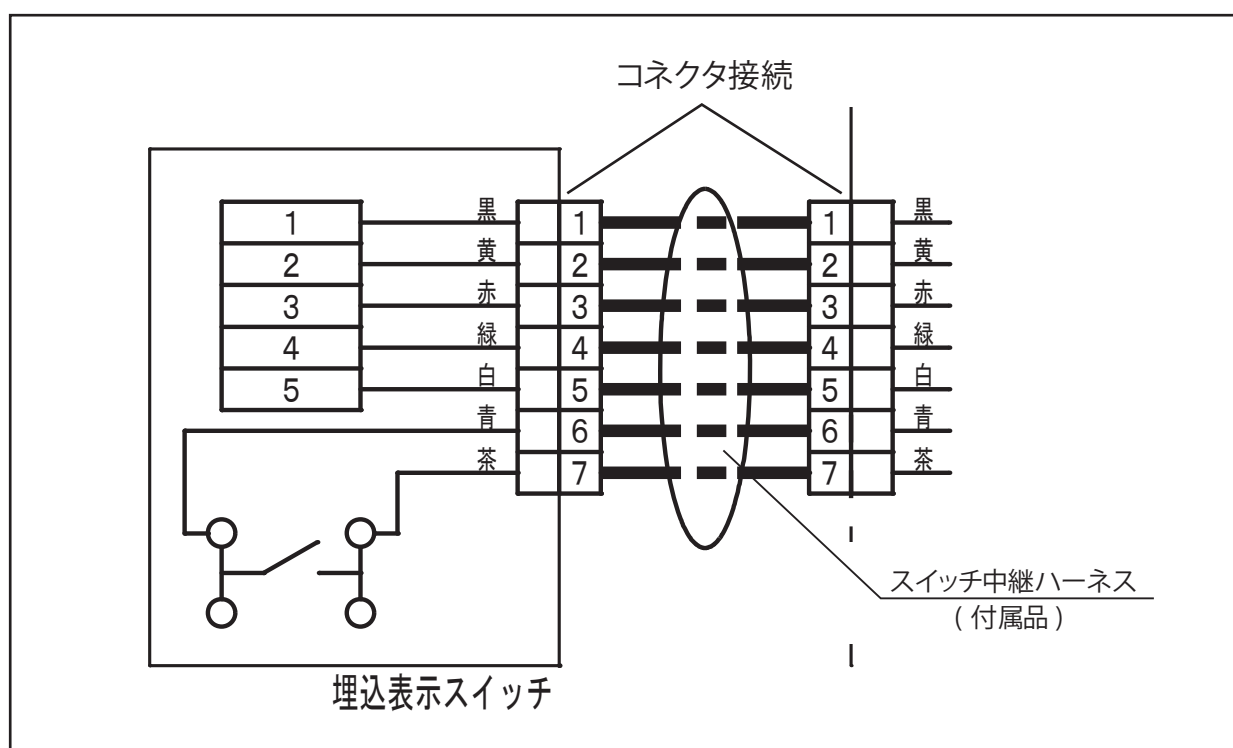 コネクタ接続
1 黒 1 1 黒
2 黄 2 2 黄
3 赤 3 3 赤
4 緑 4 4 緑
5 白 5 5 白
青 6 6 青
茶 7 7 茶
スイッチ中継ハーネス
(付属品)
埋込表示スイッチ